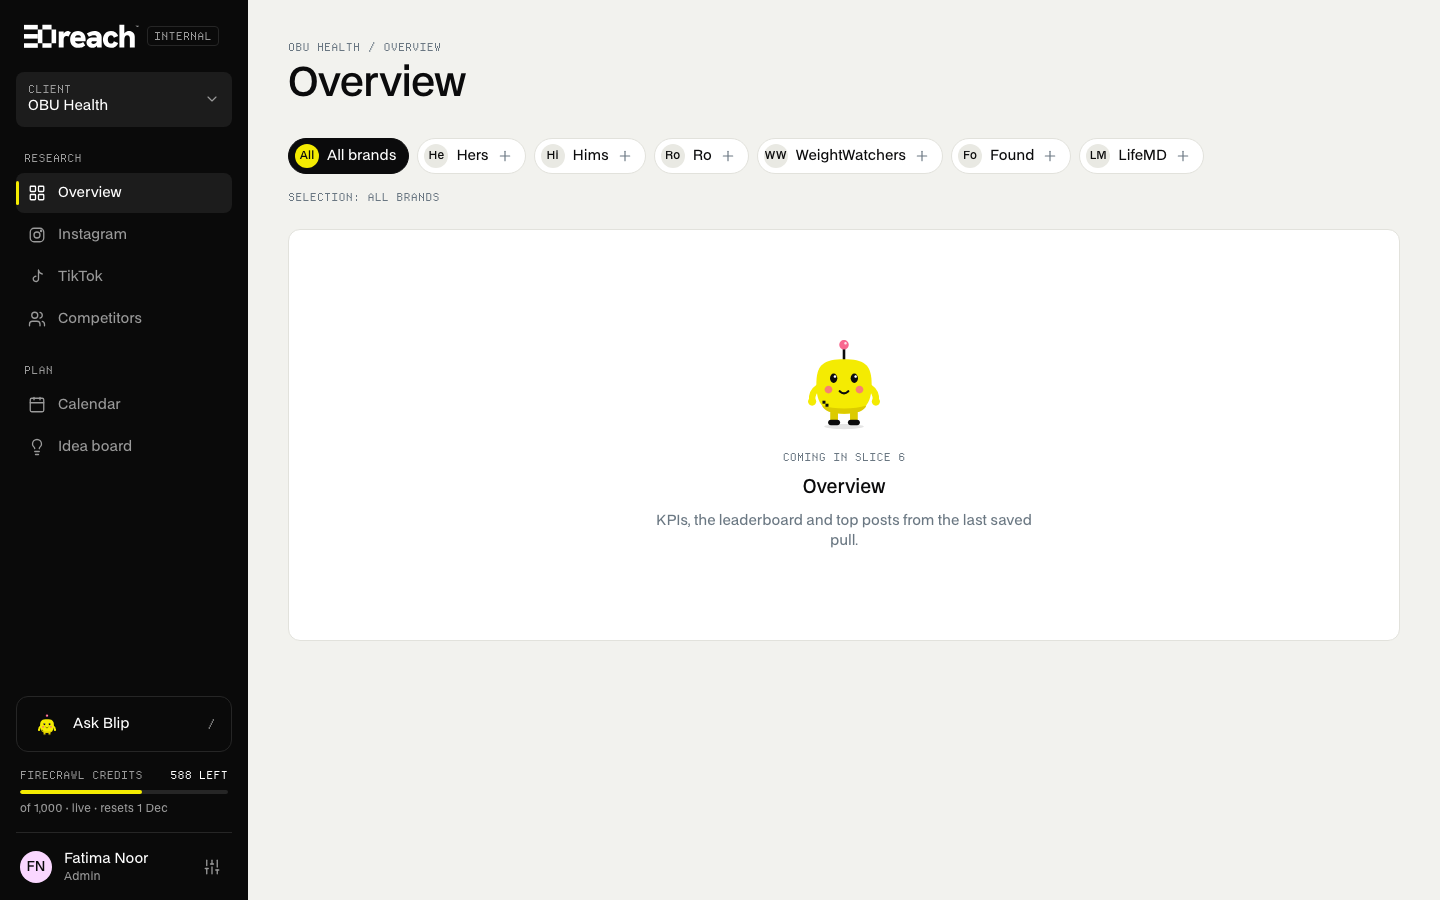 reach
INTERNAL
CLIENT
OBU Health
RESEARCH
Overview
Instagram
TikTok
Competitors
PLAN
Calendar
Idea board
Ask Blip /
FIRECRAWL CREDITS 588 LEFT
of 1,000 · live · resets 1 Dec
FN
Fatima Noor
Admin
OBU HEALTH / OVERVIEW
Overview
All All brands
He Hers +
HI Hims +
Ro Ro +
WW WeightWatchers +
Fo Found +
LM LifeMD +
SELECTION: ALL BRANDS
COMING IN SLICE 6
Overview
KPIs, the leaderboard and top posts from the last saved
pull.